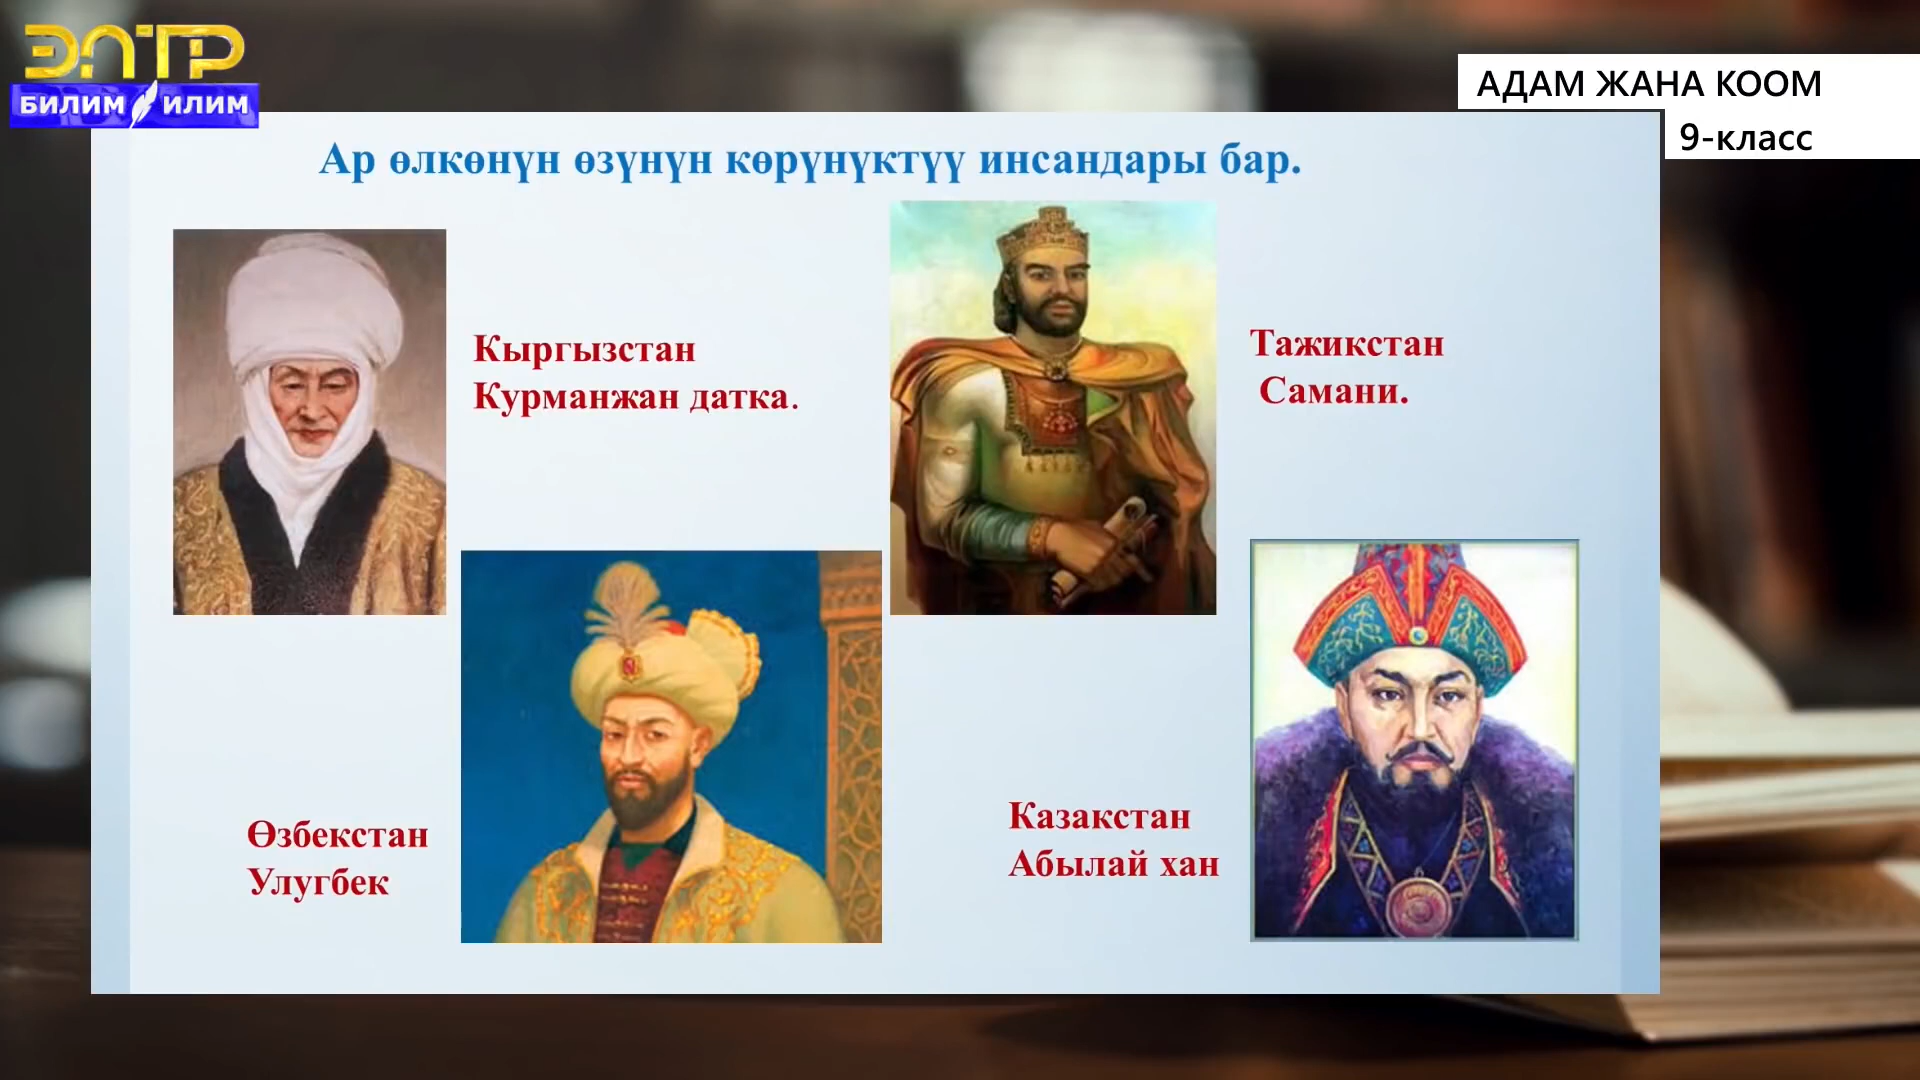 ЭЛТР
БИЛИМ ИЛИМ
АДАМ ЖАНА КООМ
9-класс
Ар өлкөнүн өзүнүн көрүнүктүү инсандары бар.
Кыргызстан
Курманжан датка.
Тажикстан
Самани.
Өзбекстан
Улугбек
Казакстан
Абылай хан